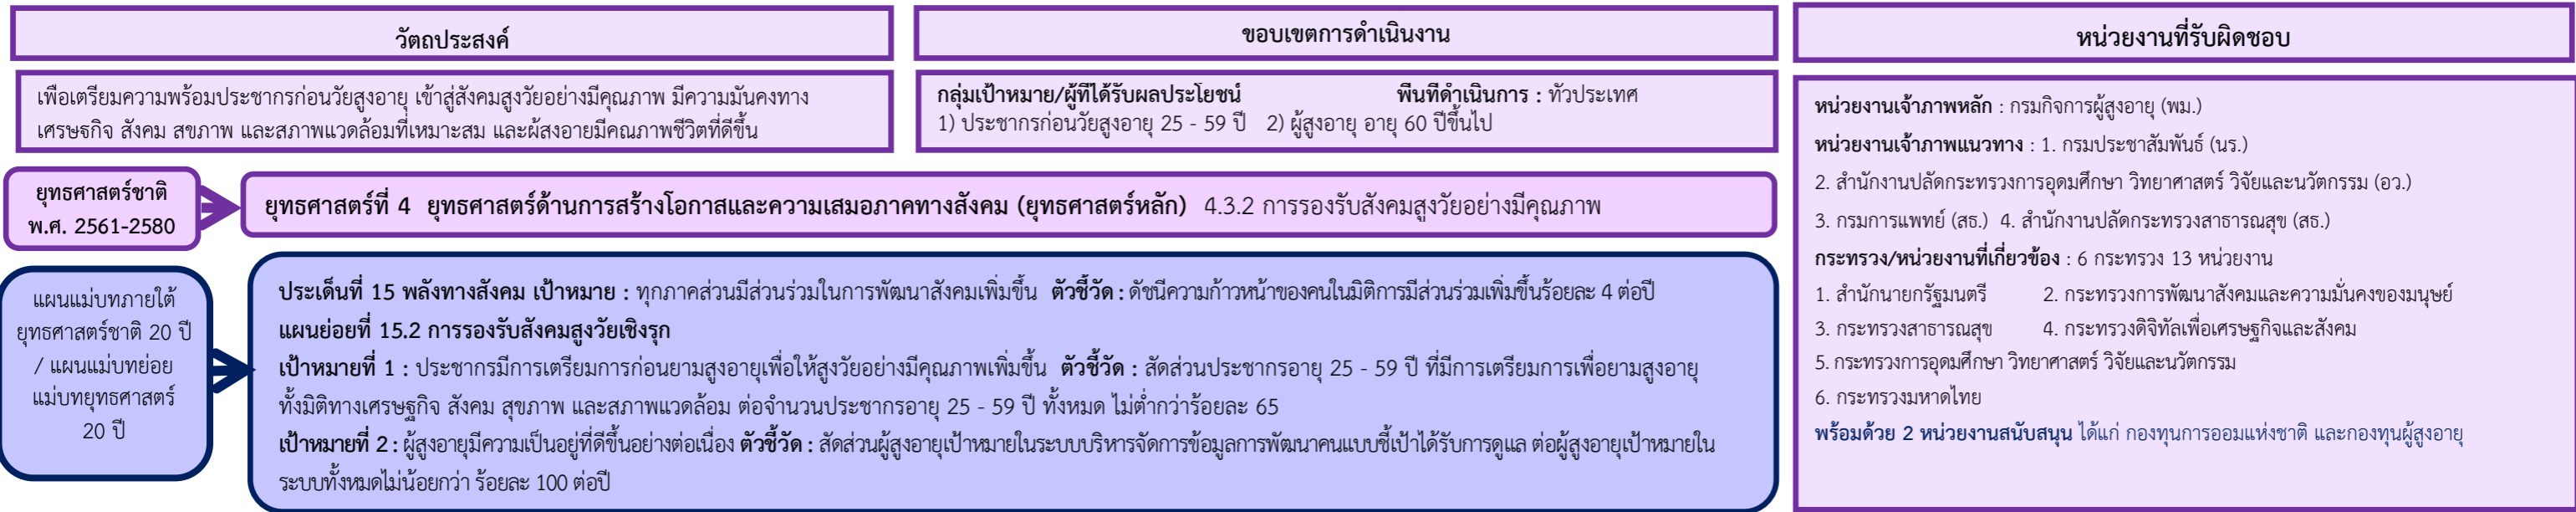 วัตถุประสงค์
เพื่อเตรียมความพร้อมประชากรก่อนวัยสูงอายุ เข้าสู่สังคมสูงวัยอย่างมีคุณภาพ มีความมั่นคงทาง
เศรษฐกิจ สังคม สุขภาพ และสภาพแวดล้อมที่เหมาะสม และผู้สูงอายุมีคุณภาพชีวิตที่ดีขึ้น
ขอบเขตการดำเนินงาน
กลุ่มเป้าหมาย/ผู้ที่ได้รับผลประโยชน์ พื้นที่ดำเนินการ : ทั่วประเทศ
1) ประชากรก่อนวัยสูงอายุ 25 - 59 ปี 2) ผู้สูงอายุ อายุ 60 ปีขึ้นไป
ยุทธศาสตร์ชาติ
พ.ศ. 2561-2580
ยุทธศาสตร์ที่ 4 ยุทธศาสตร์ด้านการสร้างโอกาสและความเสมอภาคทางสังคม (ยุทธศาสตร์หลัก) 4.3.2 การรองรับสังคมสูงวัยอย่างมีคุณภาพ
แผนแม่บทภายใต้
ยุทธศาสตร์ชาติ 20 ปี
/ แผนแม่บทย่อย
แม่บทยุทธศาสตร์
20 ปี
ประเด็นที่ 15 พลังทางสังคม เป้าหมาย : ทุกภาคส่วนมีส่วนร่วมในการพัฒนาสังคมเพิ่มขึ้น ตัวชี้วัด : ดัชนีความก้าวหน้าของคนในมิติการมีส่วนร่วมเพิ่มขึ้นร้อยละ 4 ต่อปี
แผนย่อยที่ 15.2 การรองรับสังคมสูงวัยเชิงรุก
เป้าหมายที่ 1 : ประชากรมีการเตรียมการก่อนยามสูงอายุเพื่อให้สูงวัยอย่างมีคุณภาพเพิ่มขึ้น ตัวชี้วัด : สัดส่วนประชากรอายุ 25 - 59 ปี ที่มีการเตรียมการเพื่อยามสูงอายุ
ทั้งมิติทางเศรษฐกิจ สังคม สุขภาพ และสภาพแวดล้อม ต่อจำนวนประชากรอายุ 25 - 59 ปี ทั้งหมด ไม่ต่ำกว่าร้อยละ 65
เป้าหมายที่ 2 : ผู้สูงอายุมีความเป็นอยู่ที่ดีขึ้นอย่างต่อเนื่อง ตัวชี้วัด : สัดส่วนผู้สูงอายุเป้าหมายในระบบบริหารจัดการข้อมูลการพัฒนาคนแบบชี้เป้าได้รับการดูแล ต่อผู้สูงอายุเป้าหมายใน
ระบบทั้งหมดไม่น้อยกว่า ร้อยละ 100 ต่อปี
หน่วยงานที่รับผิดชอบ
หน่วยงานเจ้าภาพหลัก : กรมกิจการผู้สูงอายุ (พม.)
หน่วยงานเจ้าภาพแนวทาง : 1. กรมประชาสัมพันธ์ (นร.)
2. สำนักงานปลัดกระทรวงการอุดมศึกษา วิทยาศาสตร์ วิจัยและนวัตกรรม (อว.)
3. กรมการแพทย์ (สธ.) 4. สำนักงานปลัดกระทรวงสาธารณสุข (สธ.)
กระทรวง/หน่วยงานที่เกี่ยวข้อง : 6 กระทรวง 13 หน่วยงาน
1. สำนักนายกรัฐมนตรี 2. กระทรวงการพัฒนาสังคมและความมั่นคงของมนุษย์
3. กระทรวงสาธารณสุข 4. กระทรวงดิจิทัลเพื่อเศรษฐกิจและสังคม
5. กระทรวงการอุดมศึกษา วิทยาศาสตร์ วิจัยและนวัตกรรม
6. กระทรวงมหาดไทย
พร้อมด้วย 2 หน่วยงานสนับสนุน ได้แก่ กองทุนการออมแห่งชาติ และกองทุนผู้สูงอายุ